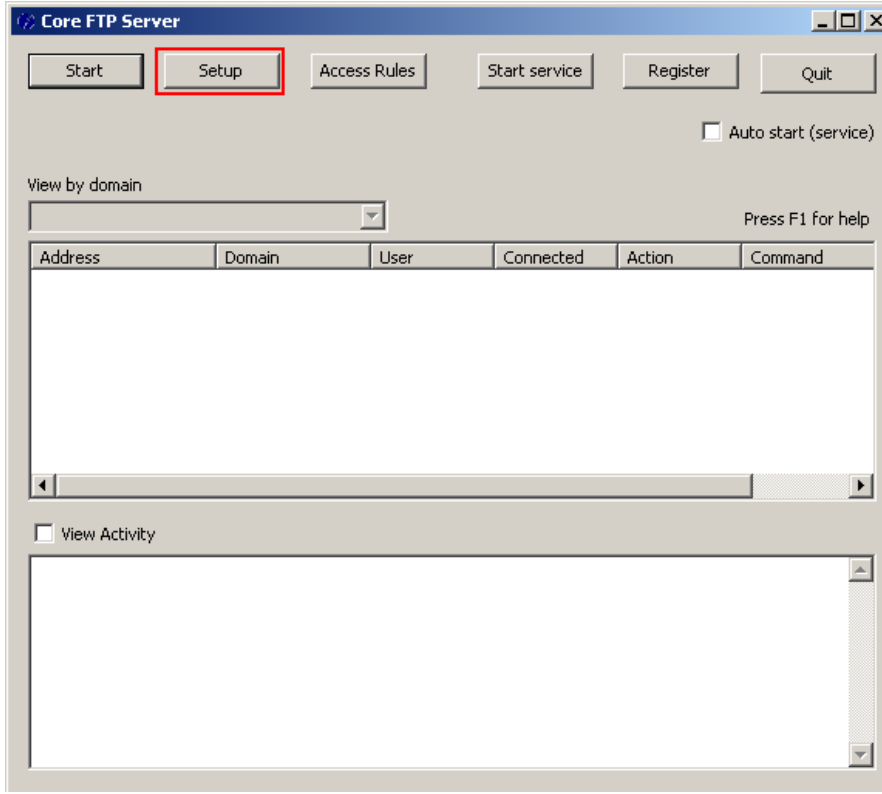 Core FTP Server
Start Setup Access Rules Start service Register Quit
Auto start (service)
View by domain
Press F1 for help
Address Domain User Connected Action Command
View Activity